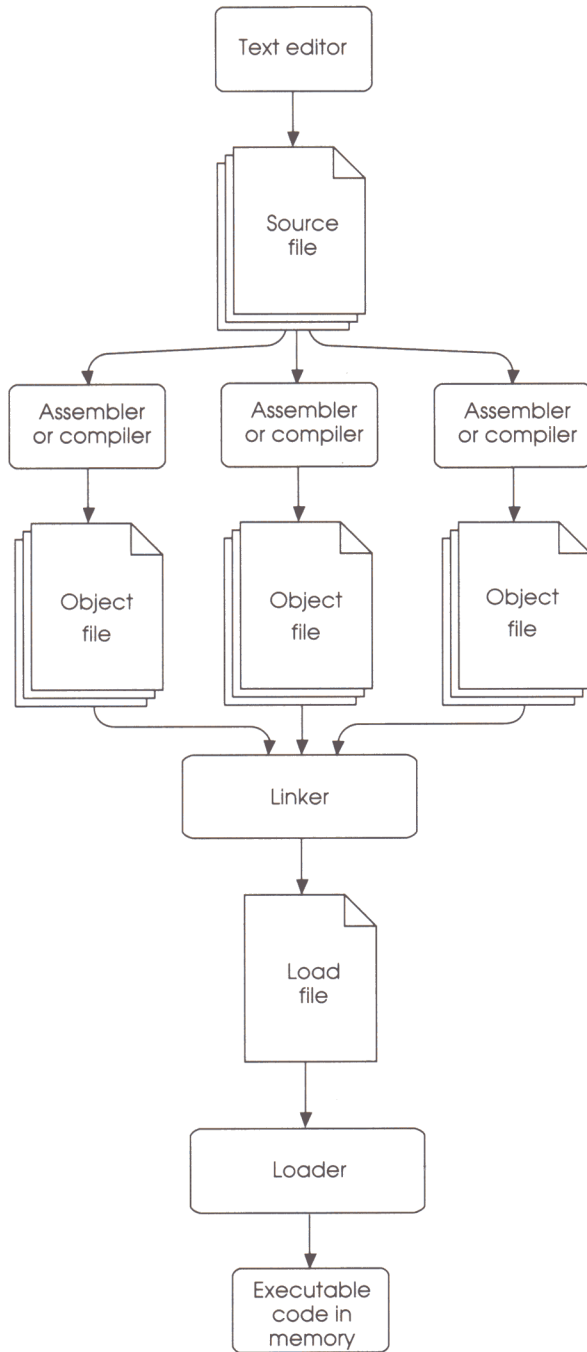 Text editor
Source
file
Assembler
or compiler
Assembler
or compiler
Assembler
or compiler
Object
file
Object
file
Object
file
Linker
Load
file
Loader
Executable
code in
memory